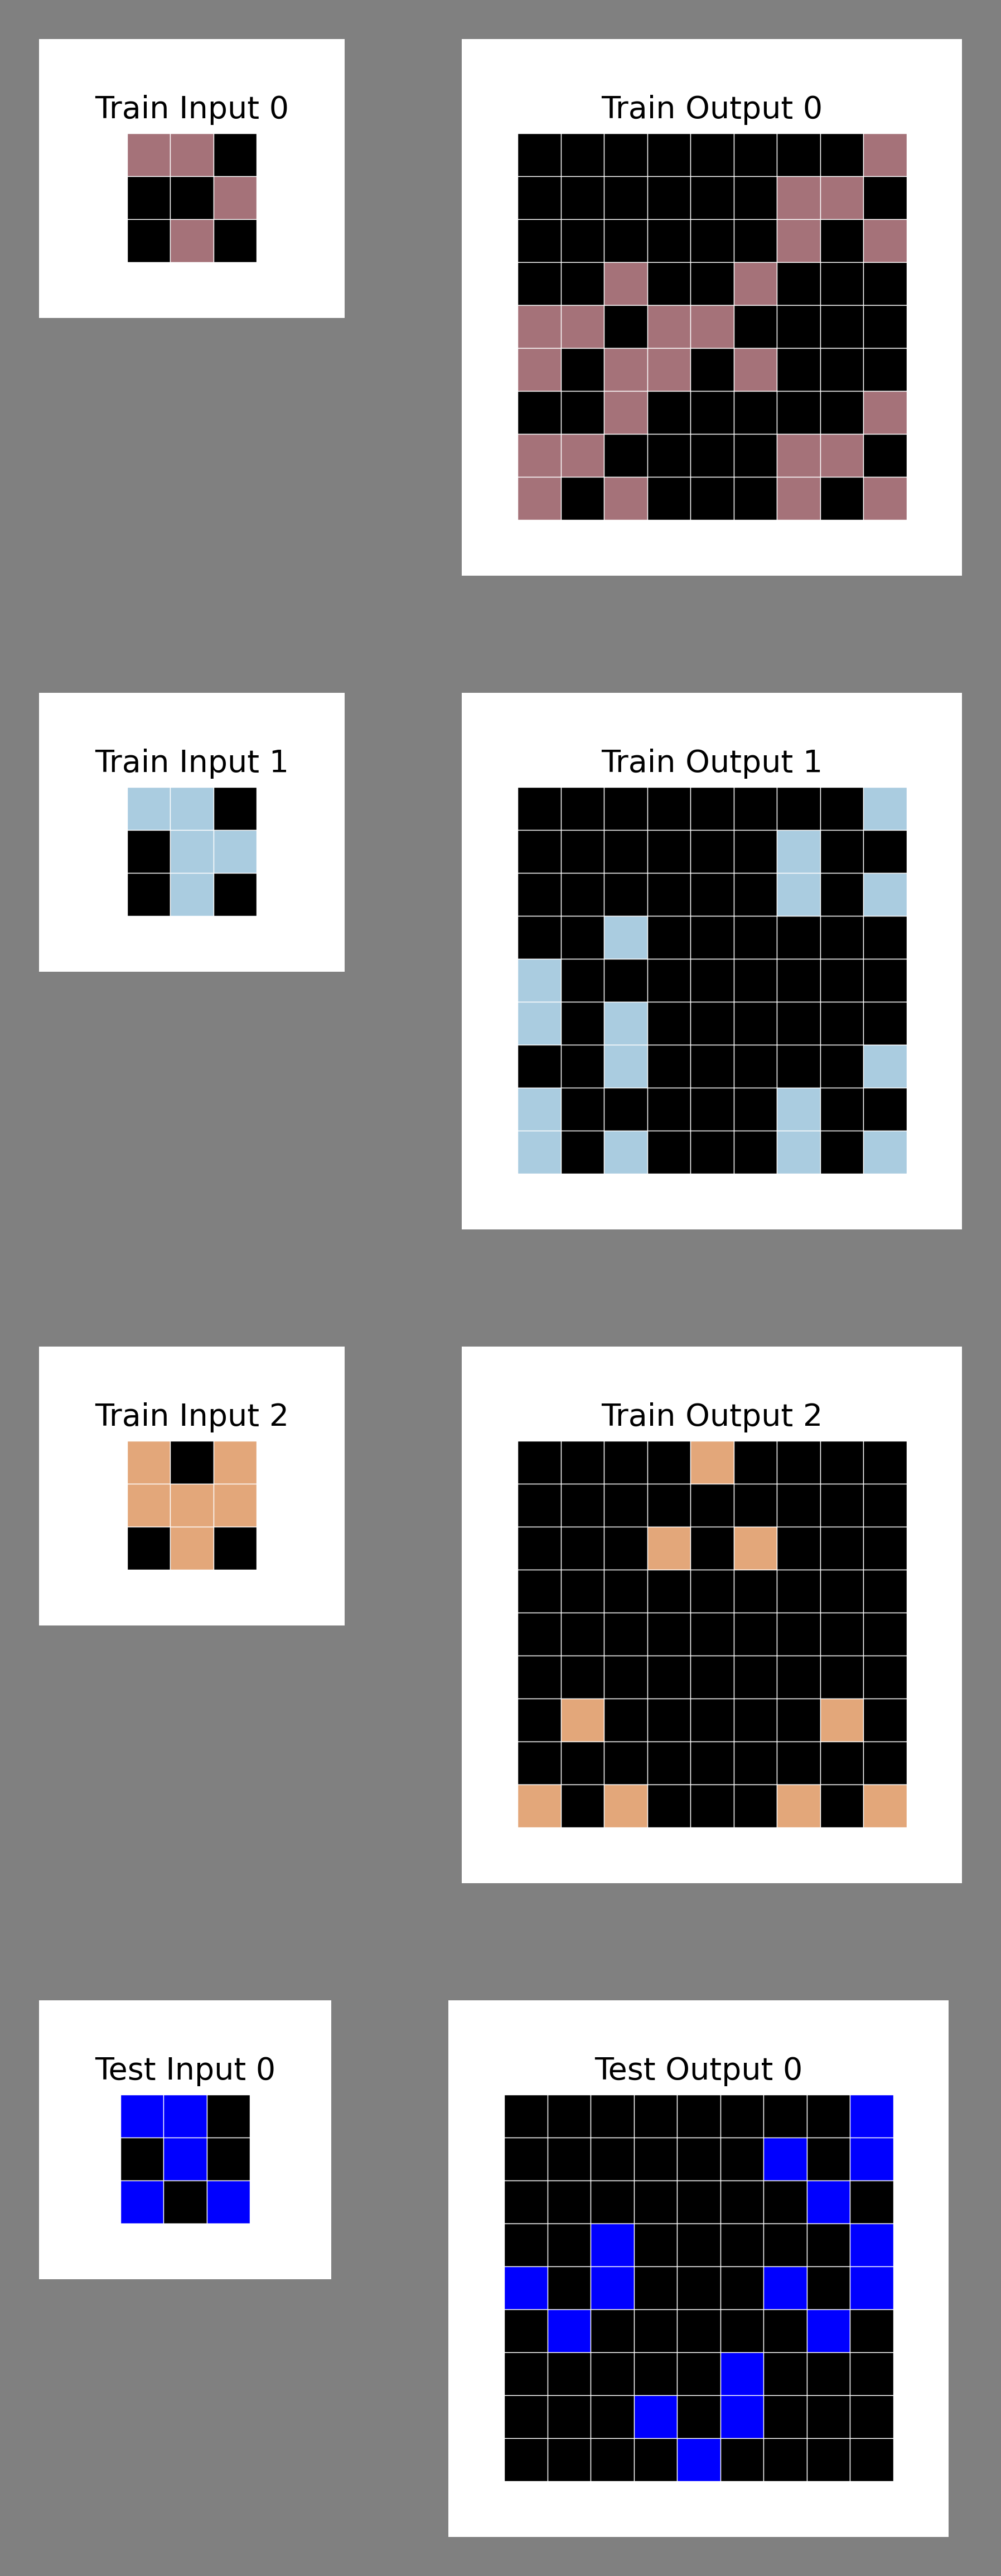 Train Input 0
Train Output 0
Train Input 1
Train Output 1
Train Input 2
Train Output 2
Test Input 0
Test Output 0